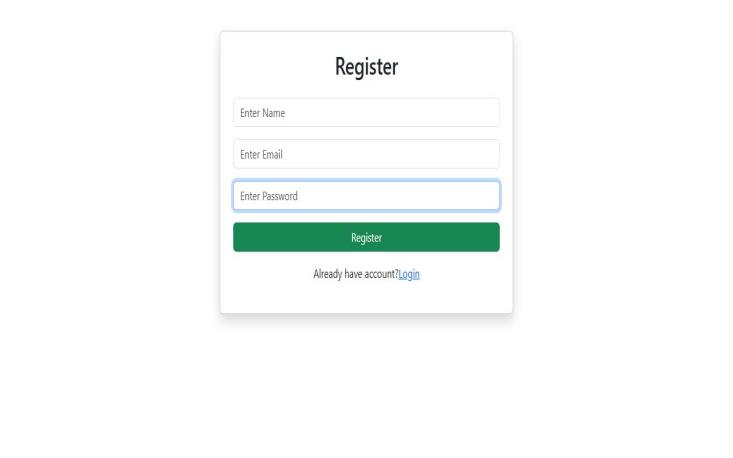 Register
Enter Name
Enter Email
Enter Password
Register
Already have account?Login